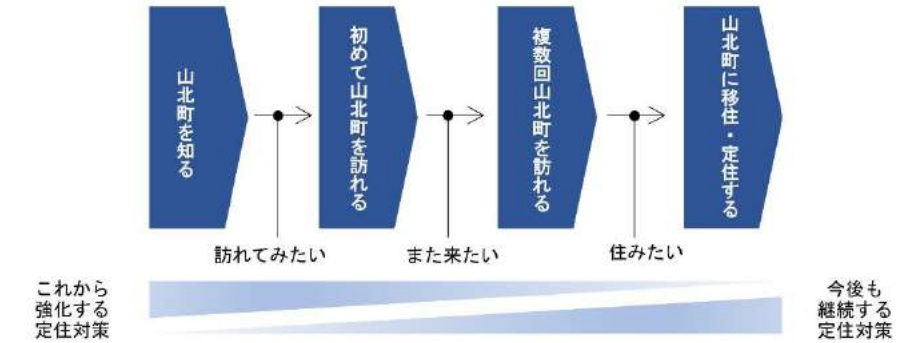 山北町を知る
初めて山北町を訪れる
複数回山北町を訪れる
山北町に移住・定住する
訪れてみたい
また来たい
住みたい
これから
強化する
定住対策
今後も
継続する
定住対策